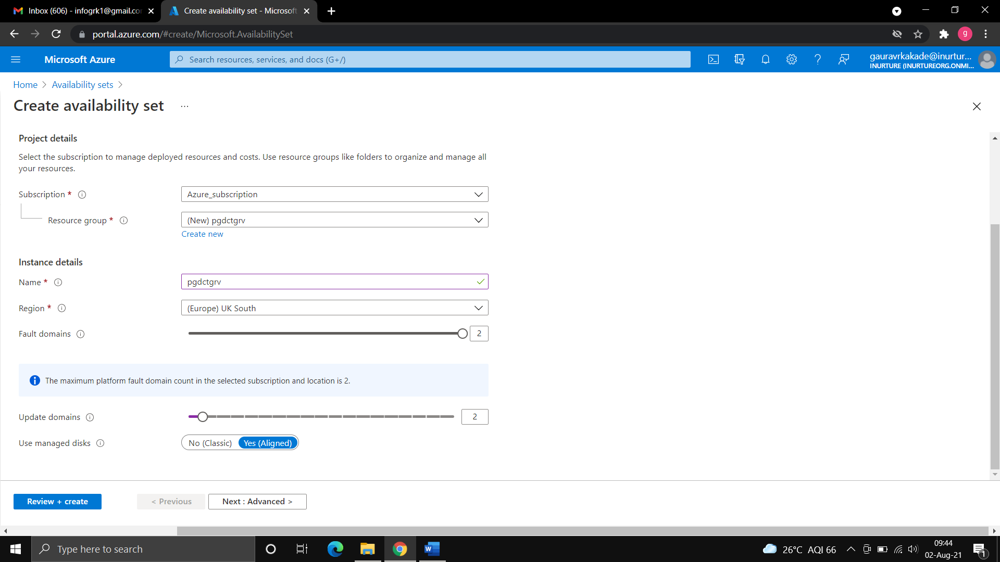 Inbox (606) - infogrk1@gmail.co
Create availability set - Microsoft
portal.azure.com/#create/Microsoft.AvailabilitySet
g
Microsoft Azure
Search resources, services, and docs (G+/)
gauravrkakade@inurtur...
INURTURE (INURTUREORG.ONMI...
Home > Availability sets >
Create availability set ...
Project details
Select the subscription to manage deployed resources and costs. Use resource groups like folders to organize and manage all
your resources.
Subscription * Azure_subscription
Resource group * (New) pgdctgrv
Create new
Instance details
Name * pgdctgrv
Region * (Europe) UK South
Fault domains 2
The maximum platform fault domain count in the selected subscription and location is 2.
Update domains 2
Use managed disks No (Classic) Yes (Aligned)
Review + create < Previous Next : Advanced >
Type here to search
26°C AQI 66
09:44
02-Aug-21
1